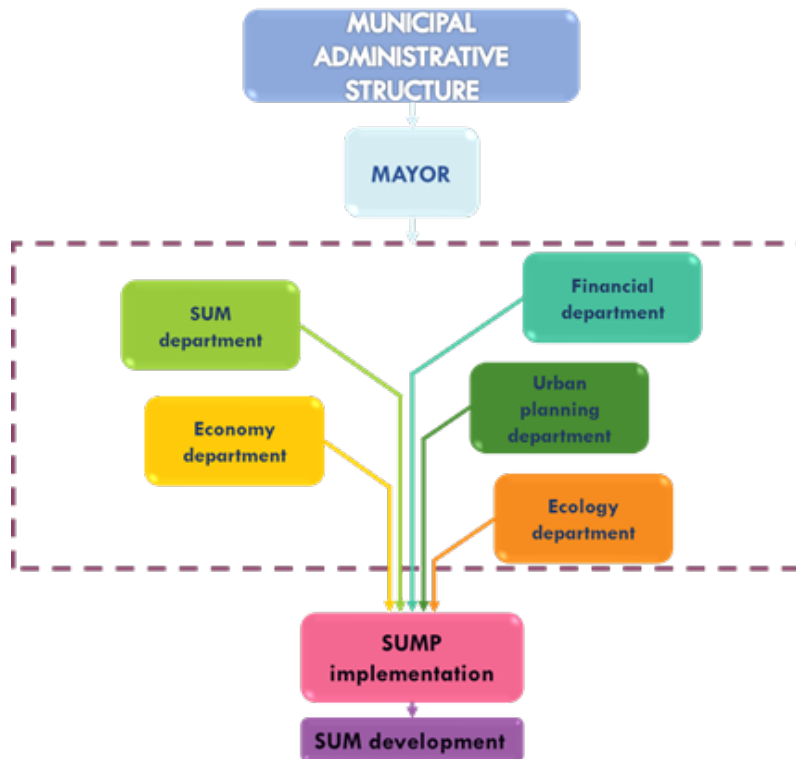 MUNICIPAL
ADMINISTRATIVE
STRUCTURE
MAYOR
SUM
department
Financial
department
Economy
department
Urban
planning
department
Ecology
department
SUMP
implementation
SUM development